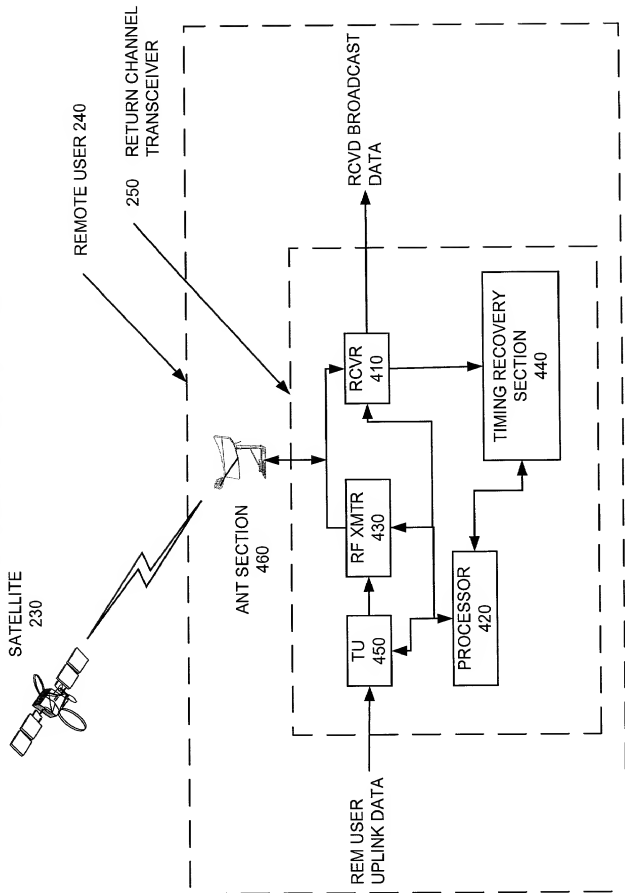 SATELLITE
230
REMOTE USER 240
250 RETURN CHANNEL
TRANSCEIVER
ANT SECTION
460
REM USER
UPLINK DATA
TU
450
RF XMTR
430
RCVR
410
RCVD BROADCAST
DATA
PROCESSOR
420
TIMING RECOVERY
SECTION
440